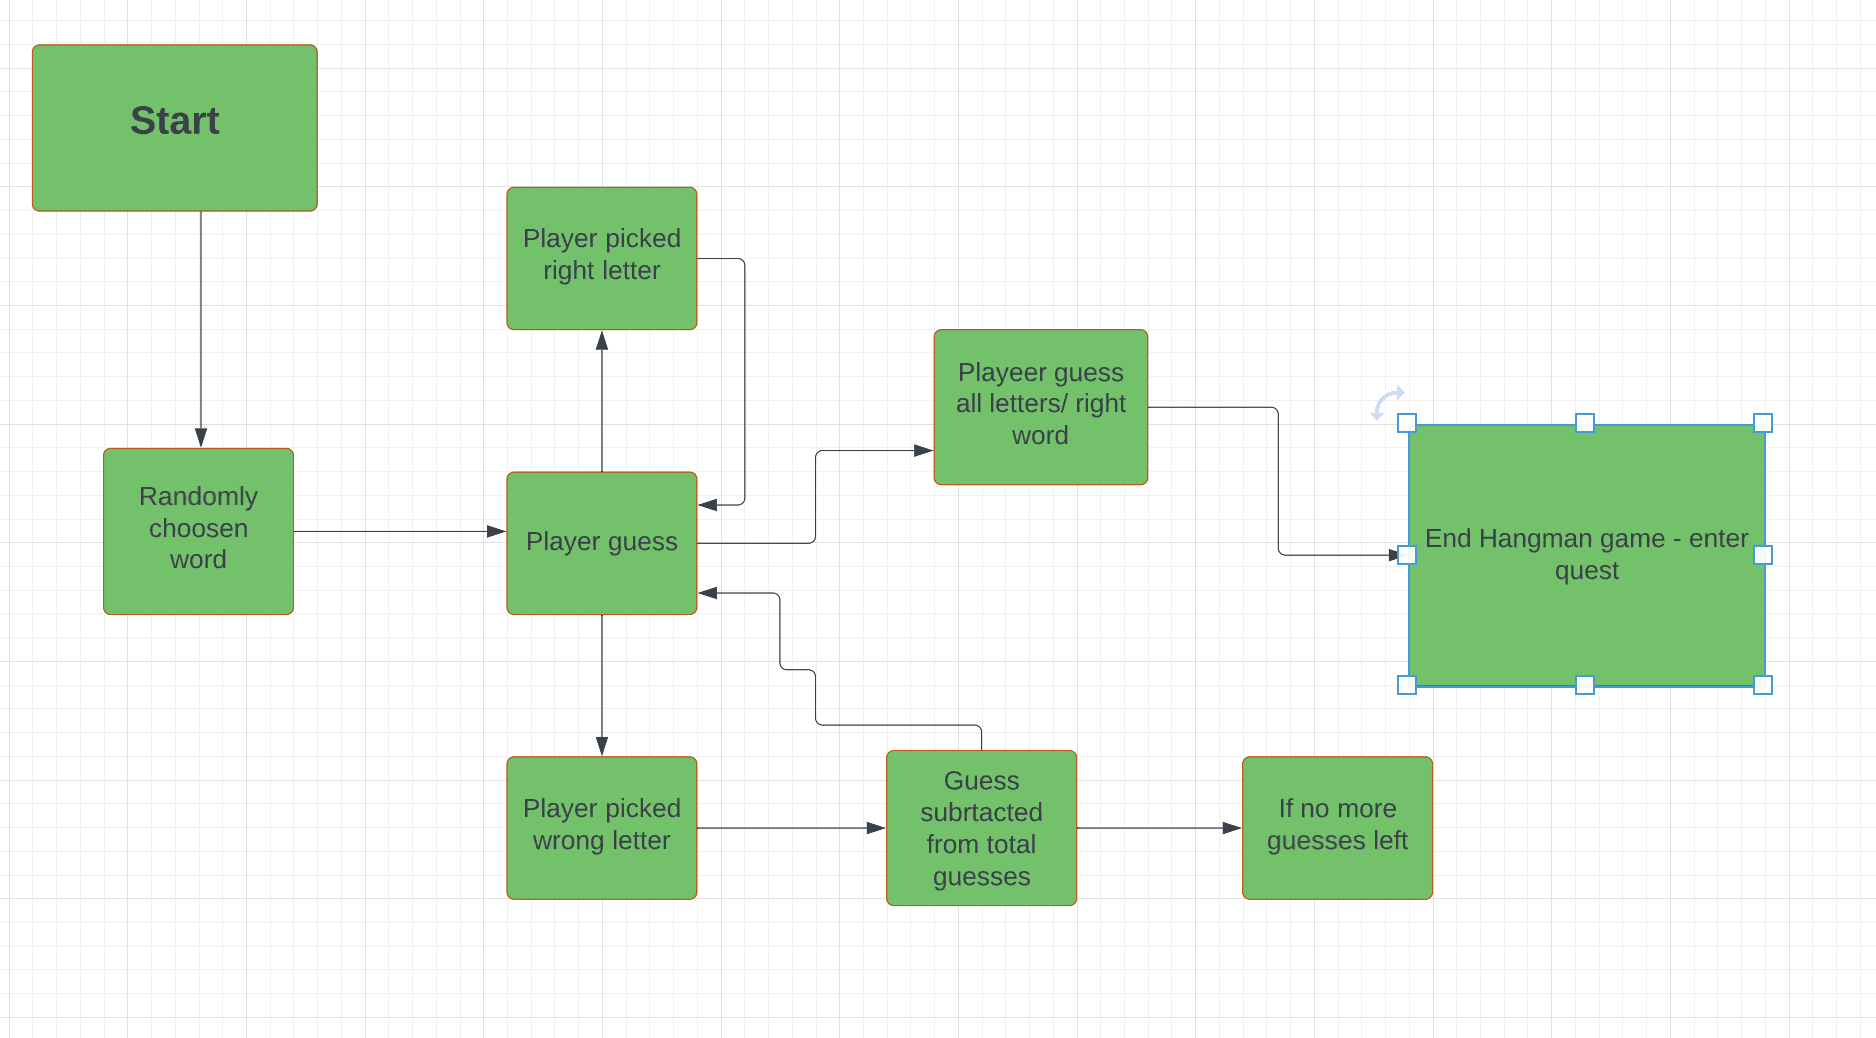 Start
Player picked
right letter
Playeer guess
all letters/ right
word
Randomly
choosen
word
Player guess
End Hangman game - enter
quest
Player picked
wrong letter
Guess
subrtacted
from total
guesses
If no more
guesses left